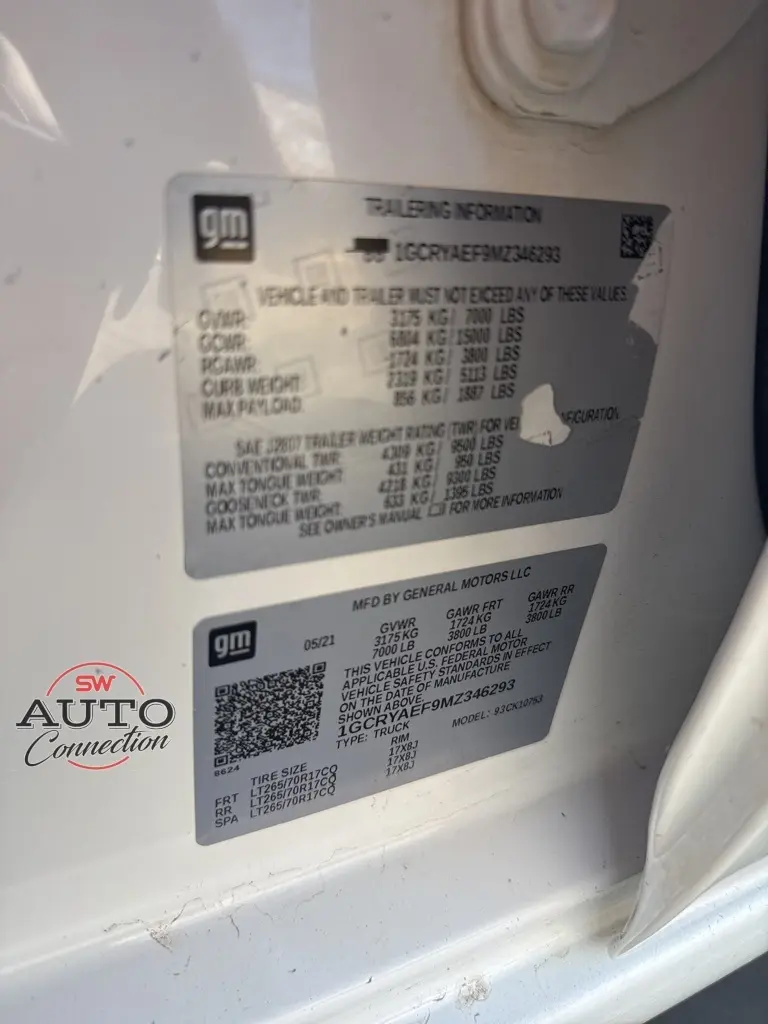 gm
TRAILERING INFORMATION
1GCRYAEF9MZ346293
VEHICLE AND TRAILER MUST NOT EXCEED ANY OF THESE VALUES
GVWR: 3175 KG/ 7000 LBS
GCWR: 6804 KG/ 15000 LBS
RGAWR: 1724 KG/ 3800 LBS
CURB WEIGHT: 2319 KG/ 5113 LBS
MAX PAYLOAD: 856 KG/ 1887 LBS
SAE J2807 TRAILER WEIGHT RATING (TWR) FOR
CONVENTIONAL TWR: 4309 KG/ 9500 LBS
MAX TONGUE WEIGHT: 431 KG/ 950 LBS
GOOSENECK TWR: 4218 KG/ 9300 LBS
MAX TONGUE WEIGHT: 633 KG/ 1395 LBS
SEE OWNER'S MANUAL FOR MORE INFORMATION
gm
MFD BY GENERAL MOTORS LLC
05/21
GVWR GAWR FRT GAWR RR
3175 KG 1724 KG 1724 KG
7000 LB 3800 LB 3800 LB
THIS VEHICLE CONFORMS TO ALL
APPLICABLE U.S. FEDERAL MOTOR
VEHICLE SAFETY STANDARDS IN EFFECT
ON THE DATE OF MANUFACTURE
SHOWN ABOVE.
1GCRYAEF9MZ346293
TYPE: TRUCK MODEL: 93CK10753
8624
TIRE SIZE RIM
FRT LT265/70R17CQ 17X8J
RR LT265/70R17CQ 17X8J
SPA LT265/70R17CQ 17X8J
SW
AUTO
Connection